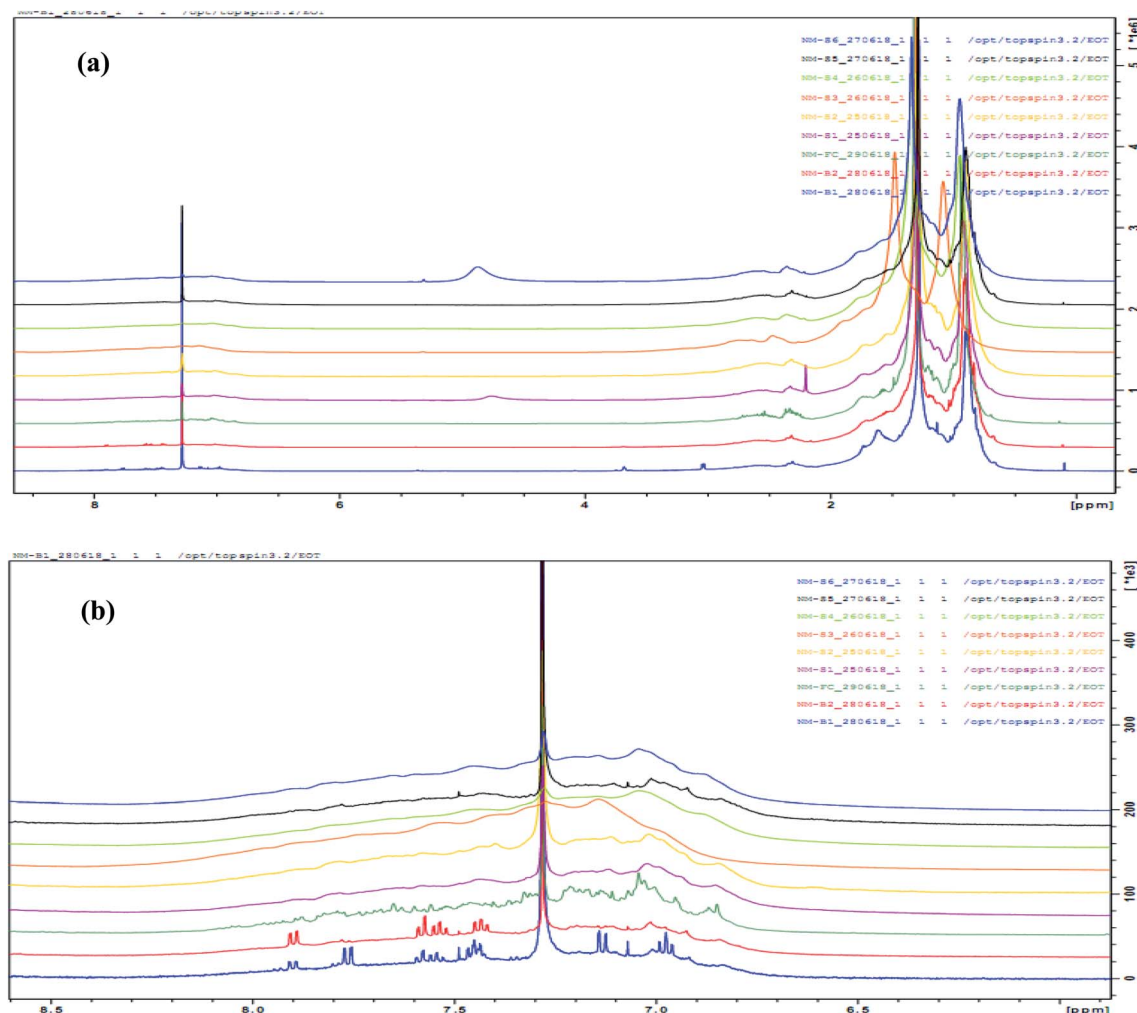 NM-B1_280618_1 1 1 /opt/topspin3.2/EOT
(a)
NM-S6_270618_1 1 1 /opt/topspin3.2/EOT
NM-S5_270618_1 1 1 /opt/topspin3.2/EOT
NM-S4_260618_1 1 1 /opt/topspin3.2/EOT
NM-S3_260618_1 1 1 /opt/topspin3.2/EOT
NM-S2_250618_1 1 1 /opt/topspin3.2/EOT
NM-S1_250618_1 1 1 /opt/topspin3.2/EOT
NM-FC_290618_1 1 1 /opt/topspin3.2/EOT
NM-B2_280618_1 1 1 /opt/topspin3.2/EOT
NM-B1_280618_1 1 1 /opt/topspin3.2/EOT
[*1e6]
5
4
3
2
1
0
8 6 4 2 [ppm]
NM-B1_280618_1 1 1 /opt/topspin3.2/EOT
(b)
NM-S6_270618_1 1 1 /opt/topspin3.2/EOT
NM-S5_270618_1 1 1 /opt/topspin3.2/EOT
NM-S4_260618_1 1 1 /opt/topspin3.2/EOT
NM-S3_260618_1 1 1 /opt/topspin3.2/EOT
NM-S2_250618_1 1 1 /opt/topspin3.2/EOT
NM-S1_250618_1 1 1 /opt/topspin3.2/EOT
NM-FC_290618_1 1 1 /opt/topspin3.2/EOT
NM-B2_280618_1 1 1 /opt/topspin3.2/EOT
NM-B1_280618_1 1 1 /opt/topspin3.2/EOT
[*1e3]
400
300
200
100
0
8.5 8.0 7.5 7.0 6.5 [ppm]